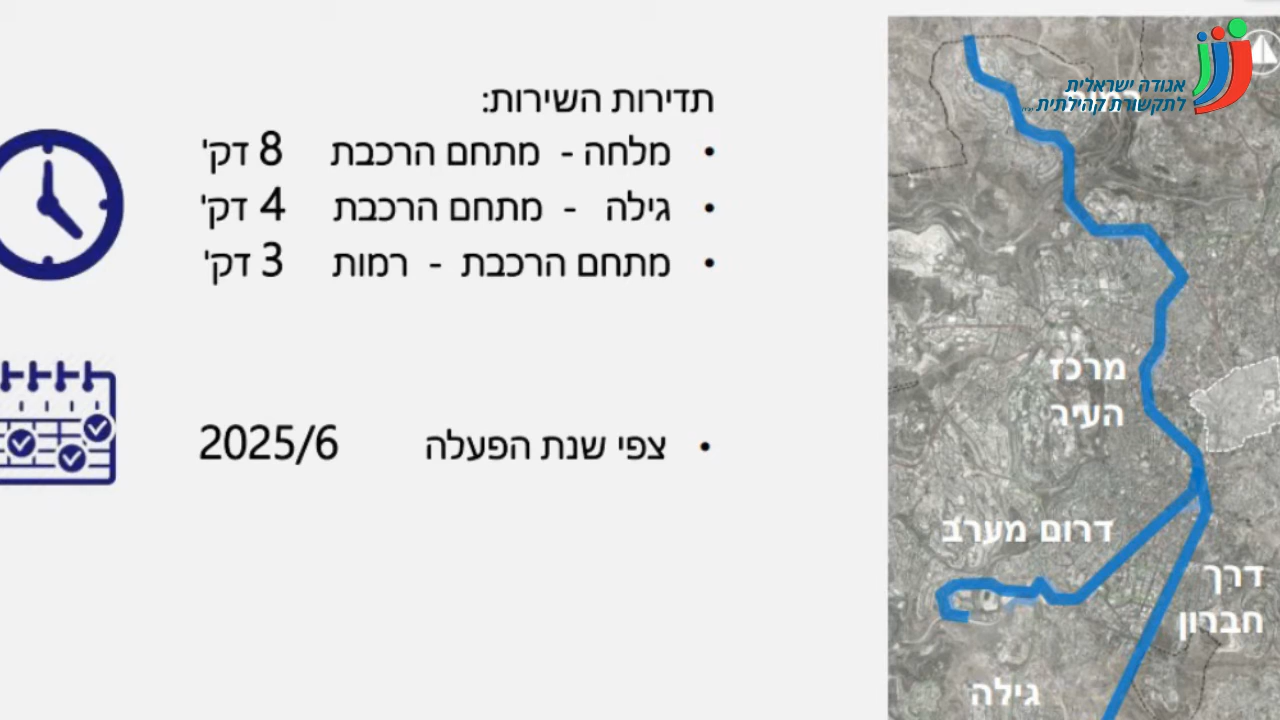 תדירות השירות:
• מלחה - מתחם הרכבת 8 דק'
• גילה - מתחם הרכבת 4 דק'
• מתחם הרכבת - רמות 3 דק'
• צפי שנת הפעלה 2025/6
אגודה ישראלית
לתקשורת קהילתית
מרכז
העיר
דרום מערב
דרך
חברון
גילה